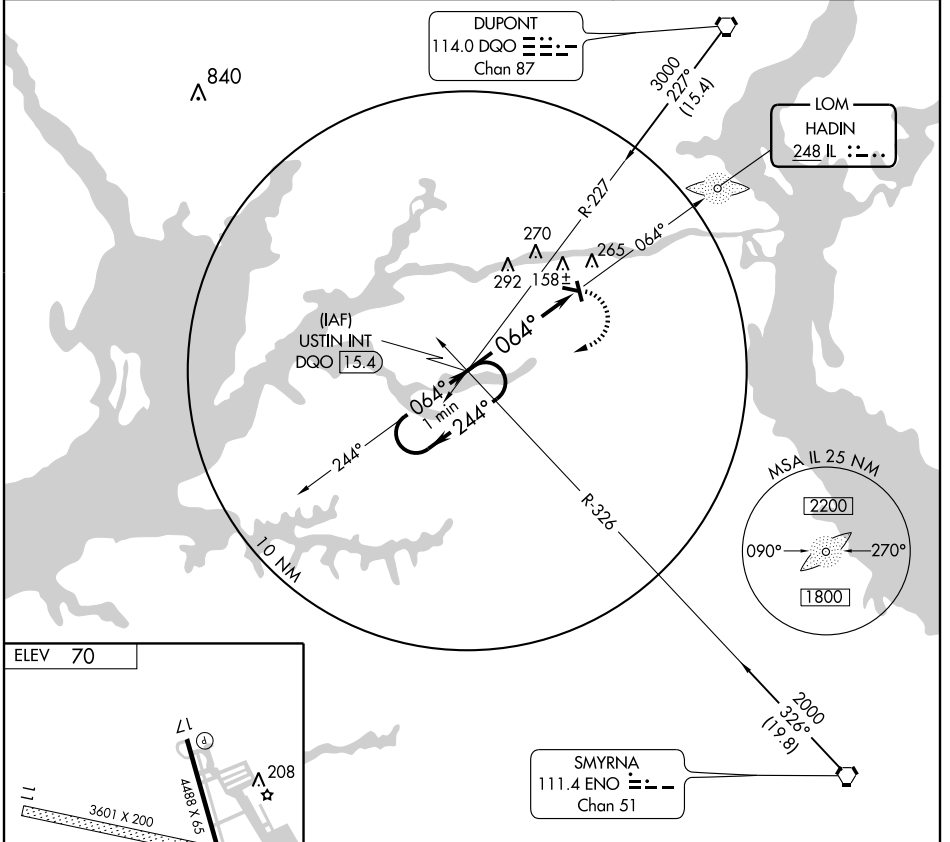 DUPONT
114.0 DQO
Chan 87
840
3000
227°
(15.4)
LOM
HADIN
248 IL
R-227
270
265
064°
292
158±
(IAF)
USTIN INT
DQO 15.4
064°
064°
1 min
244°
244°
MSA IL 25 NM
2200
090°
270°
1800
R-326
10 NM
ELEV 70
17
P
208
4488 X 65
11
3601 X 200
2000
326°
(19.8)
SMYRNA
111.4 ENO
Chan 51